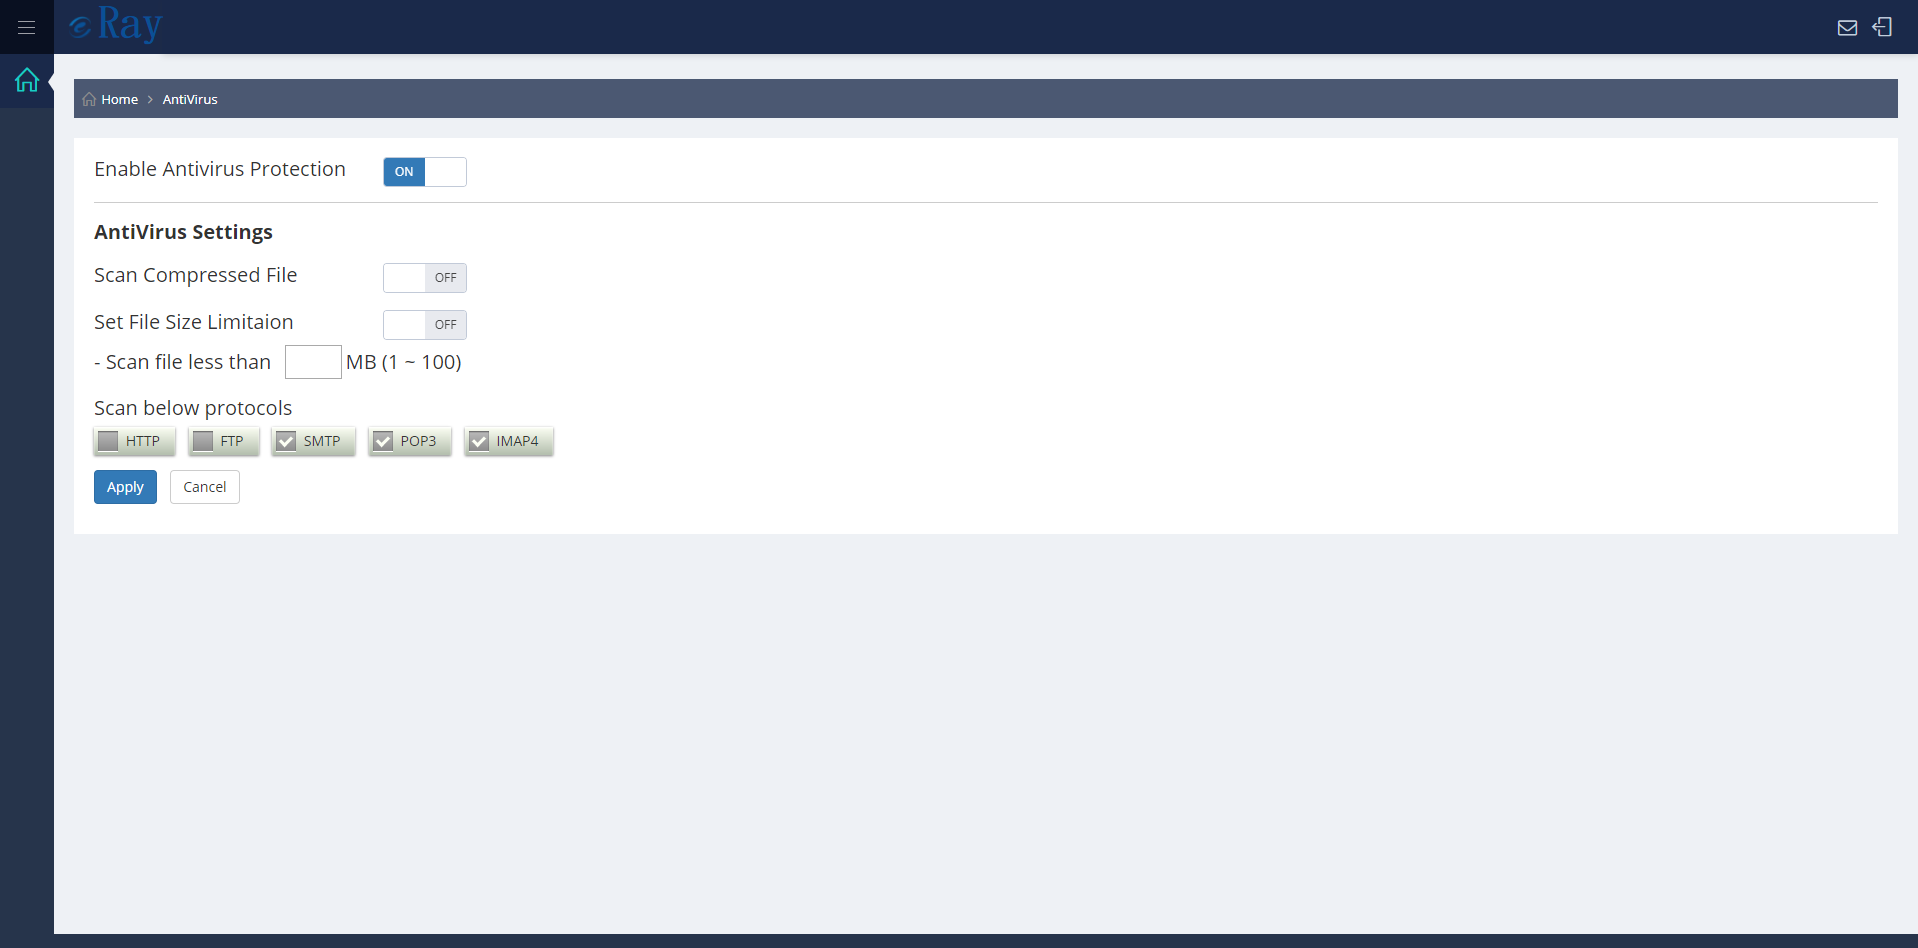 eRay
Home > AntiVirus
Enable Antivirus Protection ON
AntiVirus Settings
Scan Compressed File OFF
Set File Size Limitaion OFF
- Scan file less than MB (1 ~ 100)
Scan below protocols
HTTP FTP SMTP POP3 IMAP4
Apply Cancel